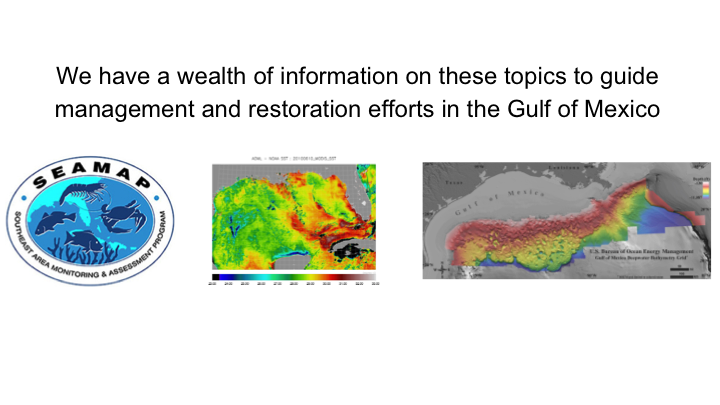 We have a wealth of information on these topics to guide
management and restoration efforts in the Gulf of Mexico
SEAMAP
SOUTHEAST AREA MONITORING & ASSESSMENT PROGRAM
Louisiana
Texas
Gulf of Mexico
U.S. Bureau of Ocean Energy Management
Gulf of Mexico Deepwater Bathymetry Grid